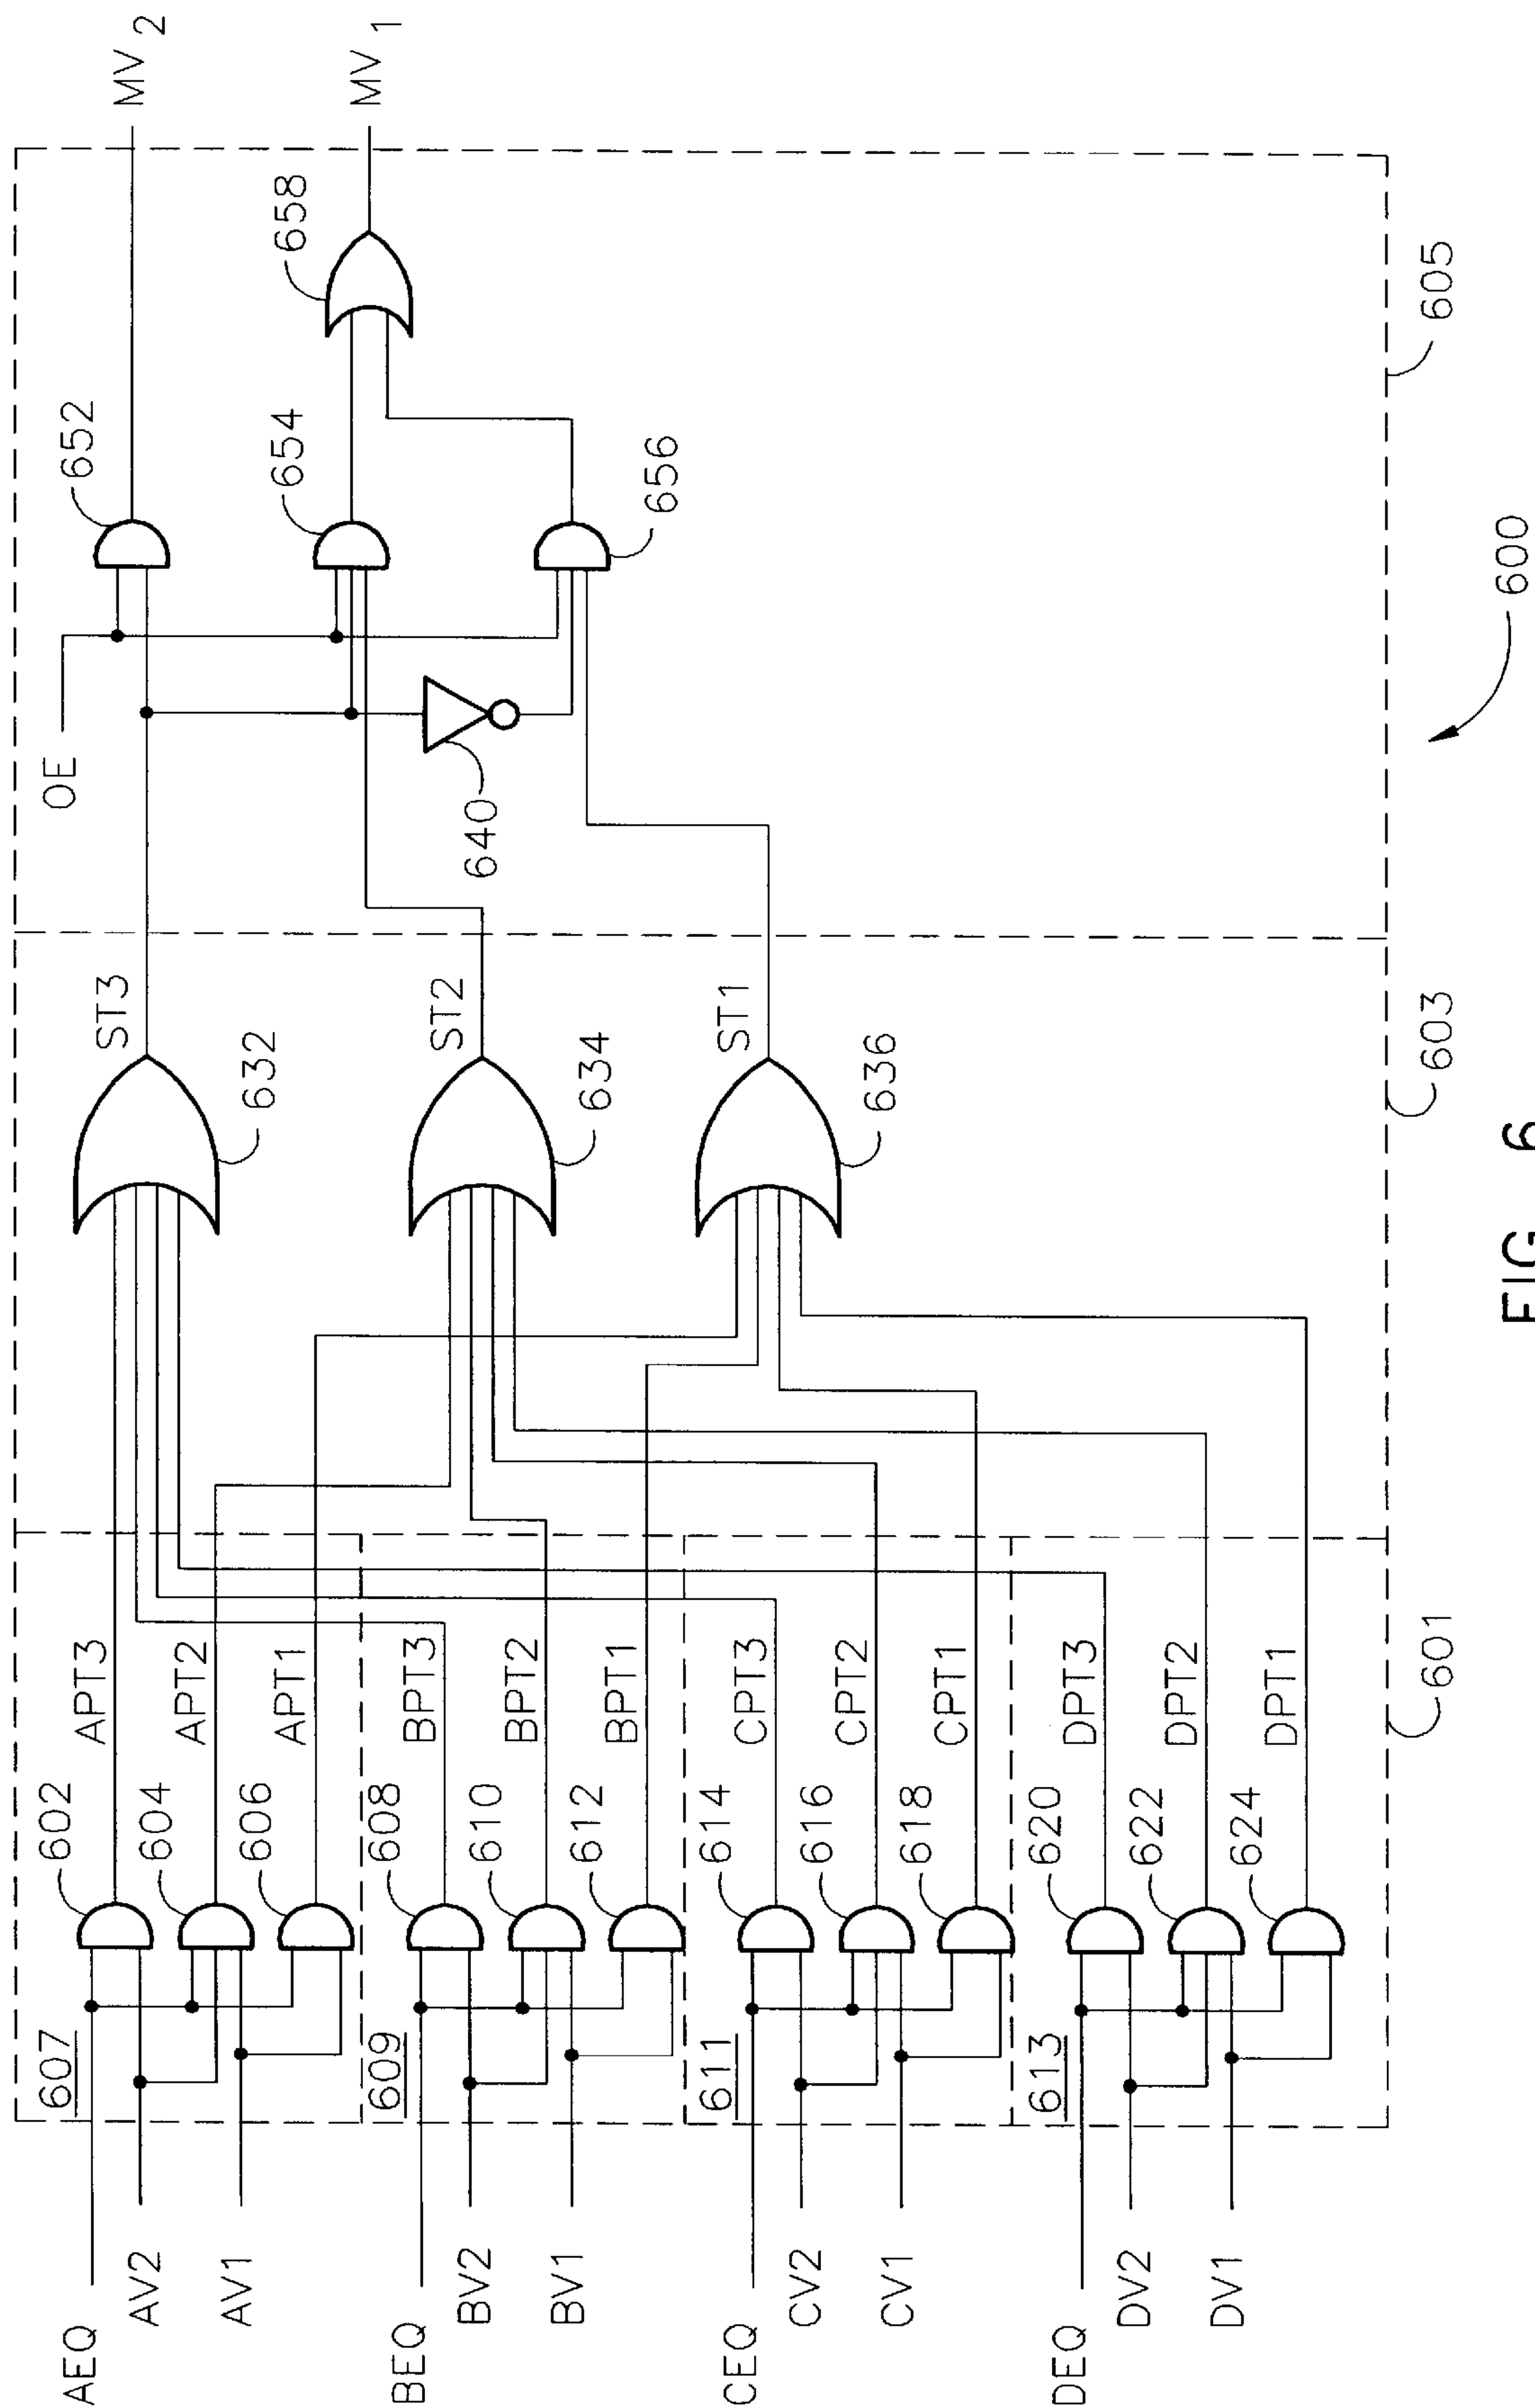 AEQ
AV2
AV1
BEQ
BV2
BV1
CEQ
CV2
CV1
DEQ
DV2
DV1
607
609
611
613
602
604
606
608
610
612
614
616
618
620
622
624
APT3
APT2
APT1
BPT3
BPT2
BPT1
CPT3
CPT2
CPT1
DPT3
DPT2
DPT1
601
ST3
632
ST2
634
ST1
636
603
OE
640
652
654
656
658
605
MV 2
MV 1
600
FIG. 6